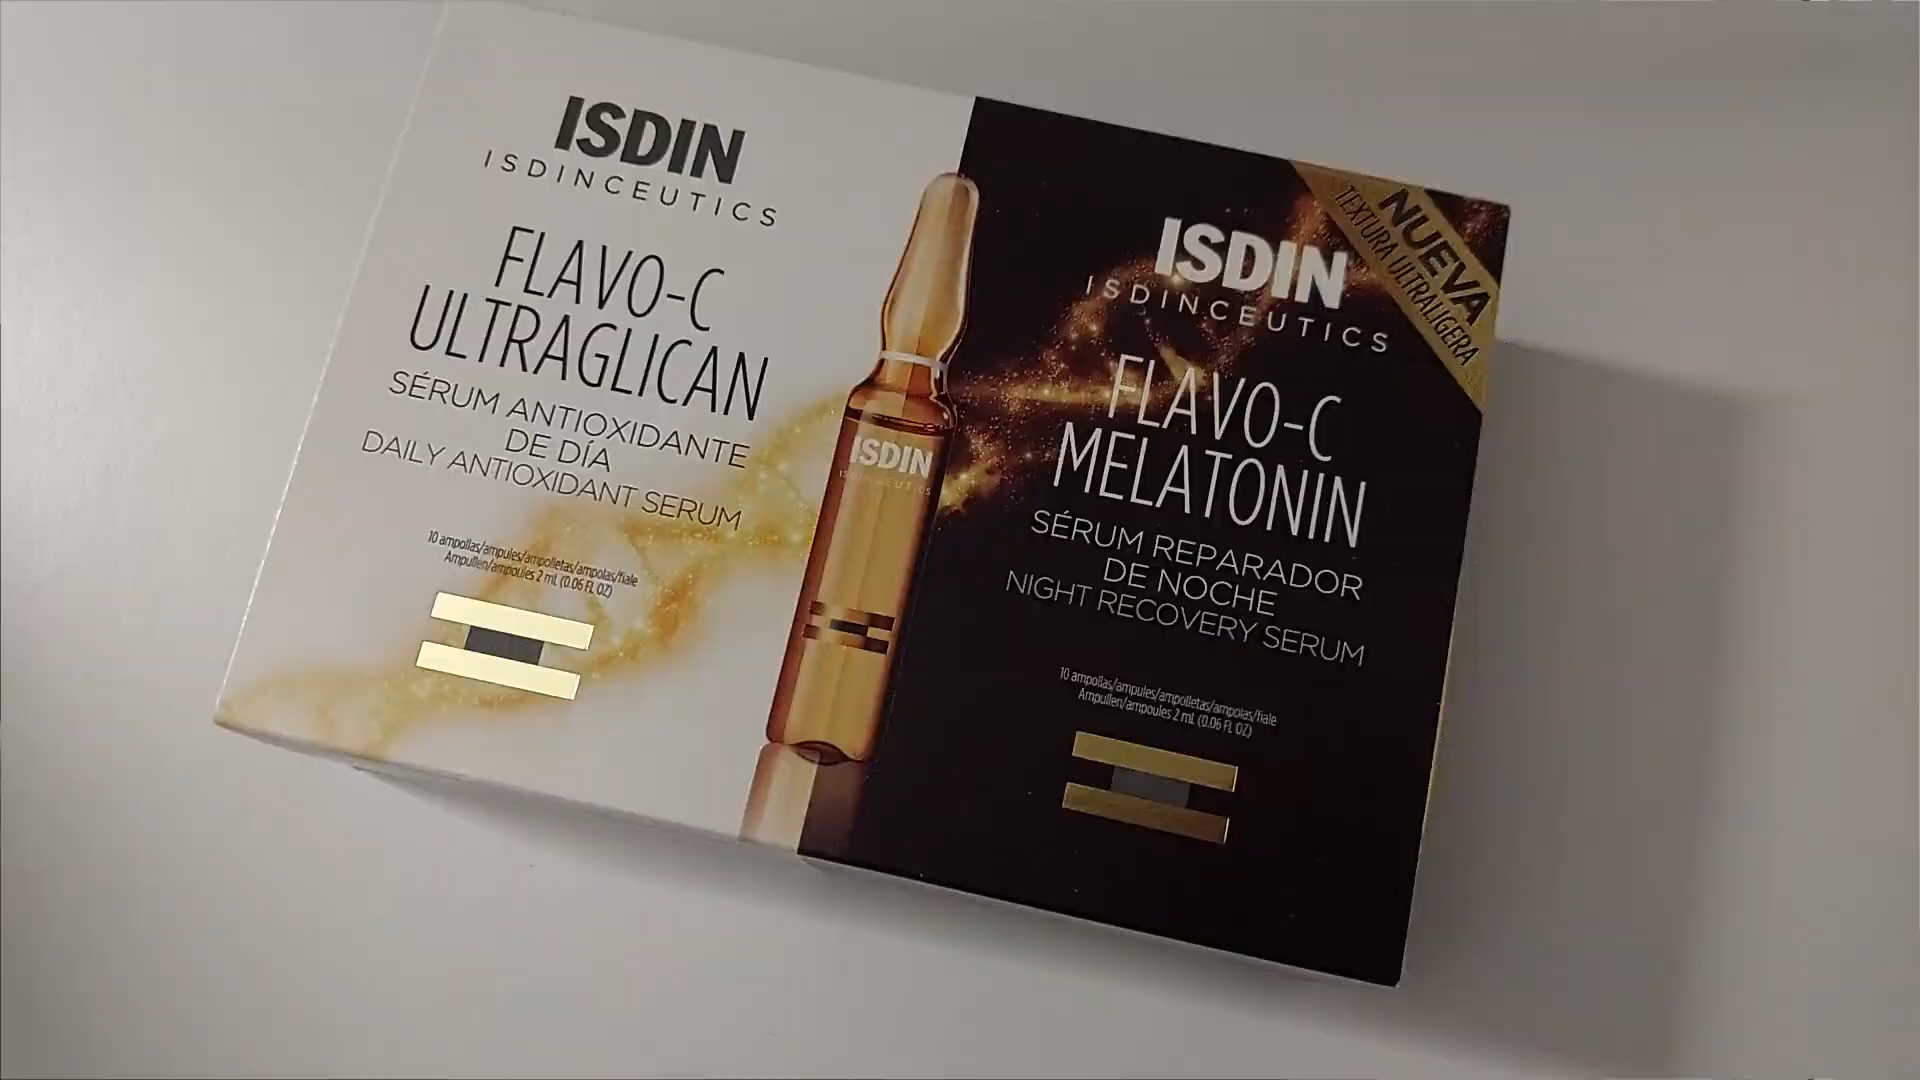 ISDIN
ISDINCEUTICS
FLAVO-C
ULTRAGLICAN
SÉRUM ANTIOXIDANTE
DE DÍA
DAILY ANTIOXIDANT SERUM
10 ampollas/ampules/ampolletas/ampolas/fiale
Ampullen/ampoules 2 mL (0.06 FL OZ)
ISDIN
ISDINCEUTICS
ISDIN
ISDINCEUTICS
FLAVO-C
MELATONIN
SÉRUM REPARADOR
DE NOCHE
NIGHT RECOVERY SERUM
10 ampollas/ampules/ampolletas/ampolas/fiale
Ampullen/ampoules 2 mL (0.06 FL OZ)
NUEVA
TEXTURA ULTRALIGERA